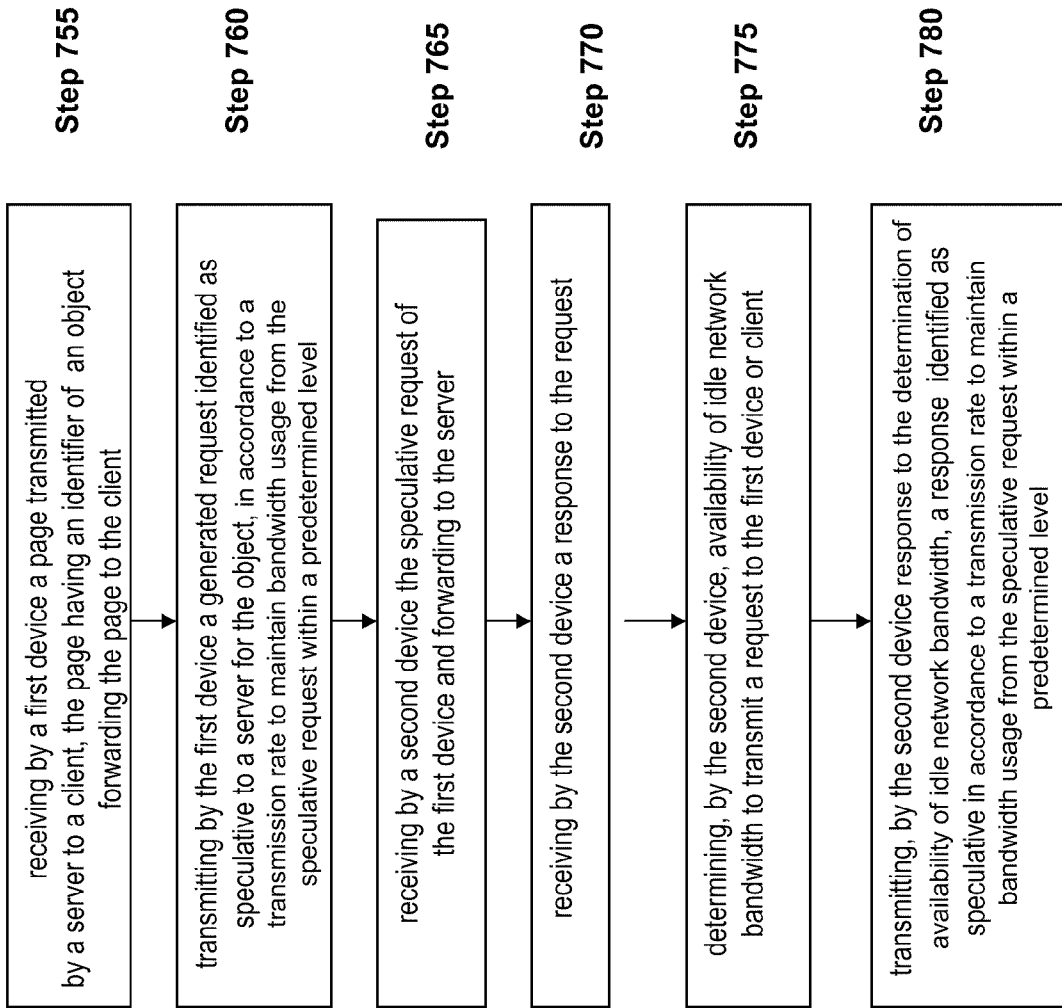 receiving by a first device a page transmitted
by a server to a client, the page having an identifier of an object
forwarding the page to the client
Step 755
transmitting by the first device a generated request identified as
speculative to a server for the object, in accordance to a
transmission rate to maintain bandwidth usage from the
speculative request within a predetermined level
Step 760
receiving by a second device the speculative request of
the first device and forwarding to the server
Step 765
receiving by the second device a response to the request
Step 770
determining, by the second device, availability of idle network
bandwidth to transmit a request to the first device or client
Step 775
transmitting, by the second device response to the determination of
availability of idle network bandwidth, a response identified as
speculative in accordance to a transmission rate to maintain
bandwidth usage from the speculative request within a
predetermined level
Step 780